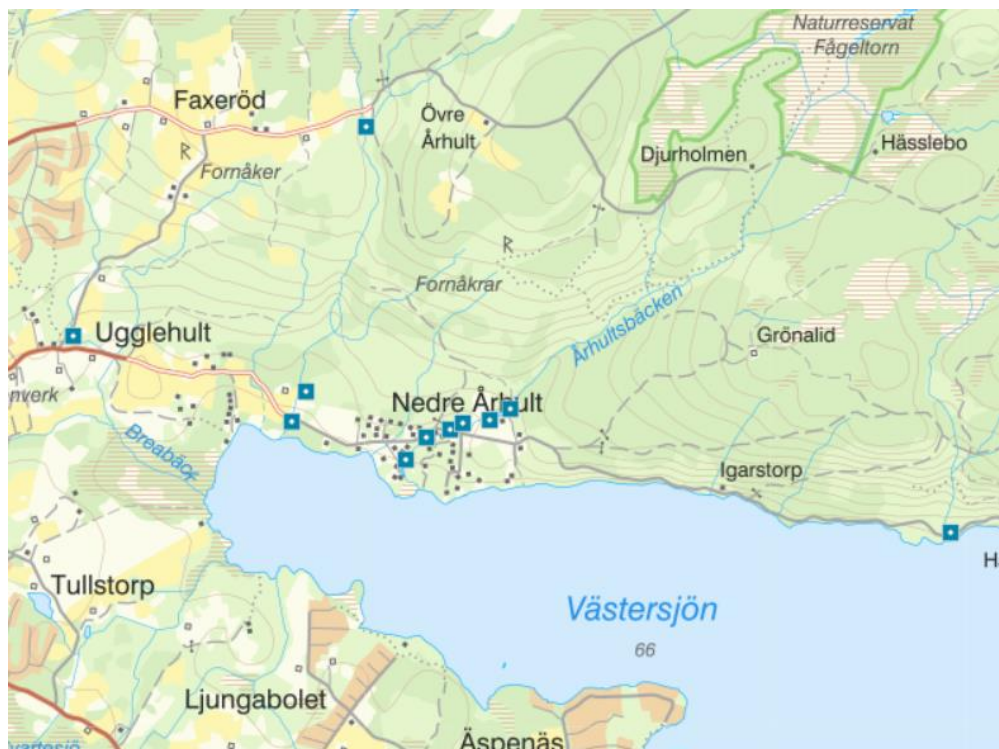 Naturreservat
Fågeltorn
Faxeröd
Övre
Århult
R
Djurholmen
Hässlebo
Fornåker
R
Fornåkrar
Århultsbäcken
Ugglehult
Grönalid
nverk
Nedre Århult
Breabäck
Igarstorp
Tullstorp
Västersjön
66
Ljungabolet
Äspenäs